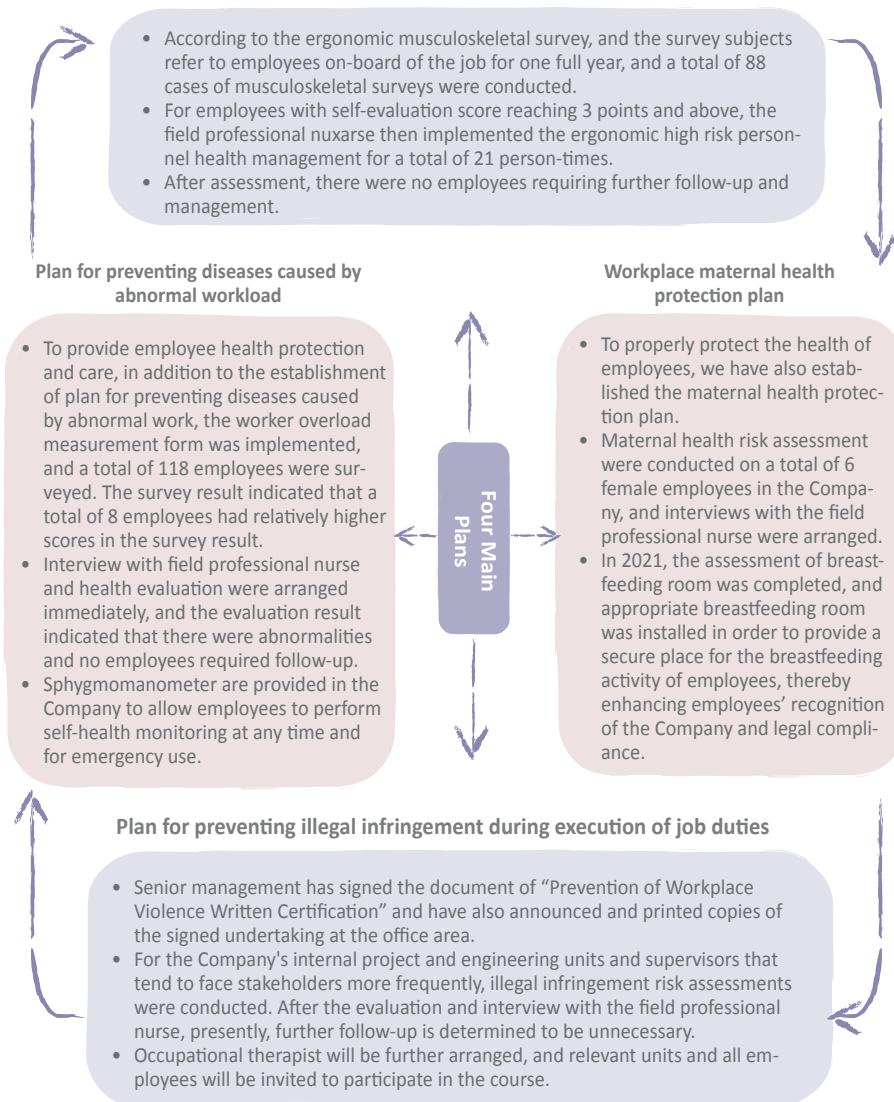 • According to the ergonomic musculoskeletal survey, and the survey subjects
refer to employees on-board of the job for one full year, and a total of 88
cases of musculoskeletal surveys were conducted.
• For employees with self-evaluation score reaching 3 points and above, the
field professional nuxarse then implemented the ergonomic high risk person-
nel health management for a total of 21 person-times.
• After assessment, there were no employees requiring further follow-up and
management.
Plan for preventing diseases caused by
abnormal workload
• To provide employee health protection
and care, in addition to the establishment
of plan for preventing diseases caused
by abnormal work, the worker overload
measurement form was implemented,
and a total of 118 employees were sur-
veyed. The survey result indicated that a
total of 8 employees had relatively higher
scores in the survey result.
• Interview with field professional nurse
and health evaluation were arranged
immediately, and the evaluation result
indicated that there were abnormalities
and no employees required follow-up.
• Sphygmomanometer are provided in the
Company to allow employees to perform
self-health monitoring at any time and
for emergency use.
Four Main
Plans
Workplace maternal health
protection plan
• To properly protect the health of
employees, we have also estab-
lished the maternal health protec-
tion plan.
• Maternal health risk assessment
were conducted on a total of 6
female employees in the Compa-
ny, and interviews with the field
professional nurse were arranged.
• In 2021, the assessment of breast-
feeding room was completed, and
appropriate breastfeeding room
was installed in order to provide a
secure place for the breastfeeding
activity of employees, thereby
enhancing employees’ recognition
of the Company and legal compli-
ance.
Plan for preventing illegal infringement during execution of job duties
• Senior management has signed the document of “Prevention of Workplace
Violence Written Certification” and have also announced and printed copies of
the signed undertaking at the office area.
• For the Company's internal project and engineering units and supervisors that
tend to face stakeholders more frequently, illegal infringement risk assessments
were conducted. After the evaluation and interview with the field professional
nurse, presently, further follow-up is determined to be unnecessary.
• Occupational therapist will be further arranged, and relevant units and all em-
ployees will be invited to participate in the course.